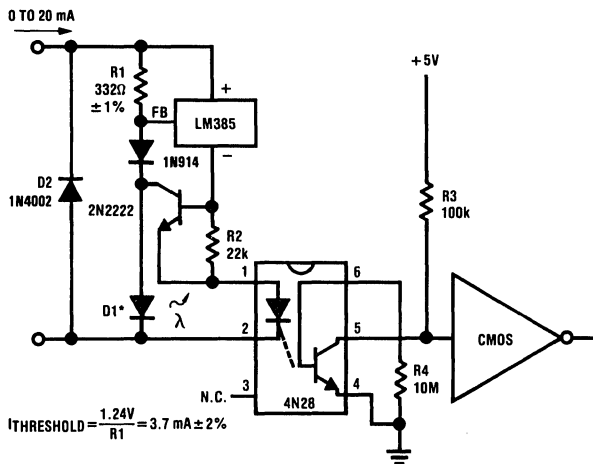 0 TO 20 mA
+5V
R1
332Ω
±1%
FB
+
LM385
−
1N914
D2
1N4002
2N2222
R3
100k
R2
22k
1
6
D1*
λ
2
5
CMOS
3
N.C.
4
4N28
R4
10M
ITHRESHOLD = 1.24V
R1 = 3.7 mA ± 2%